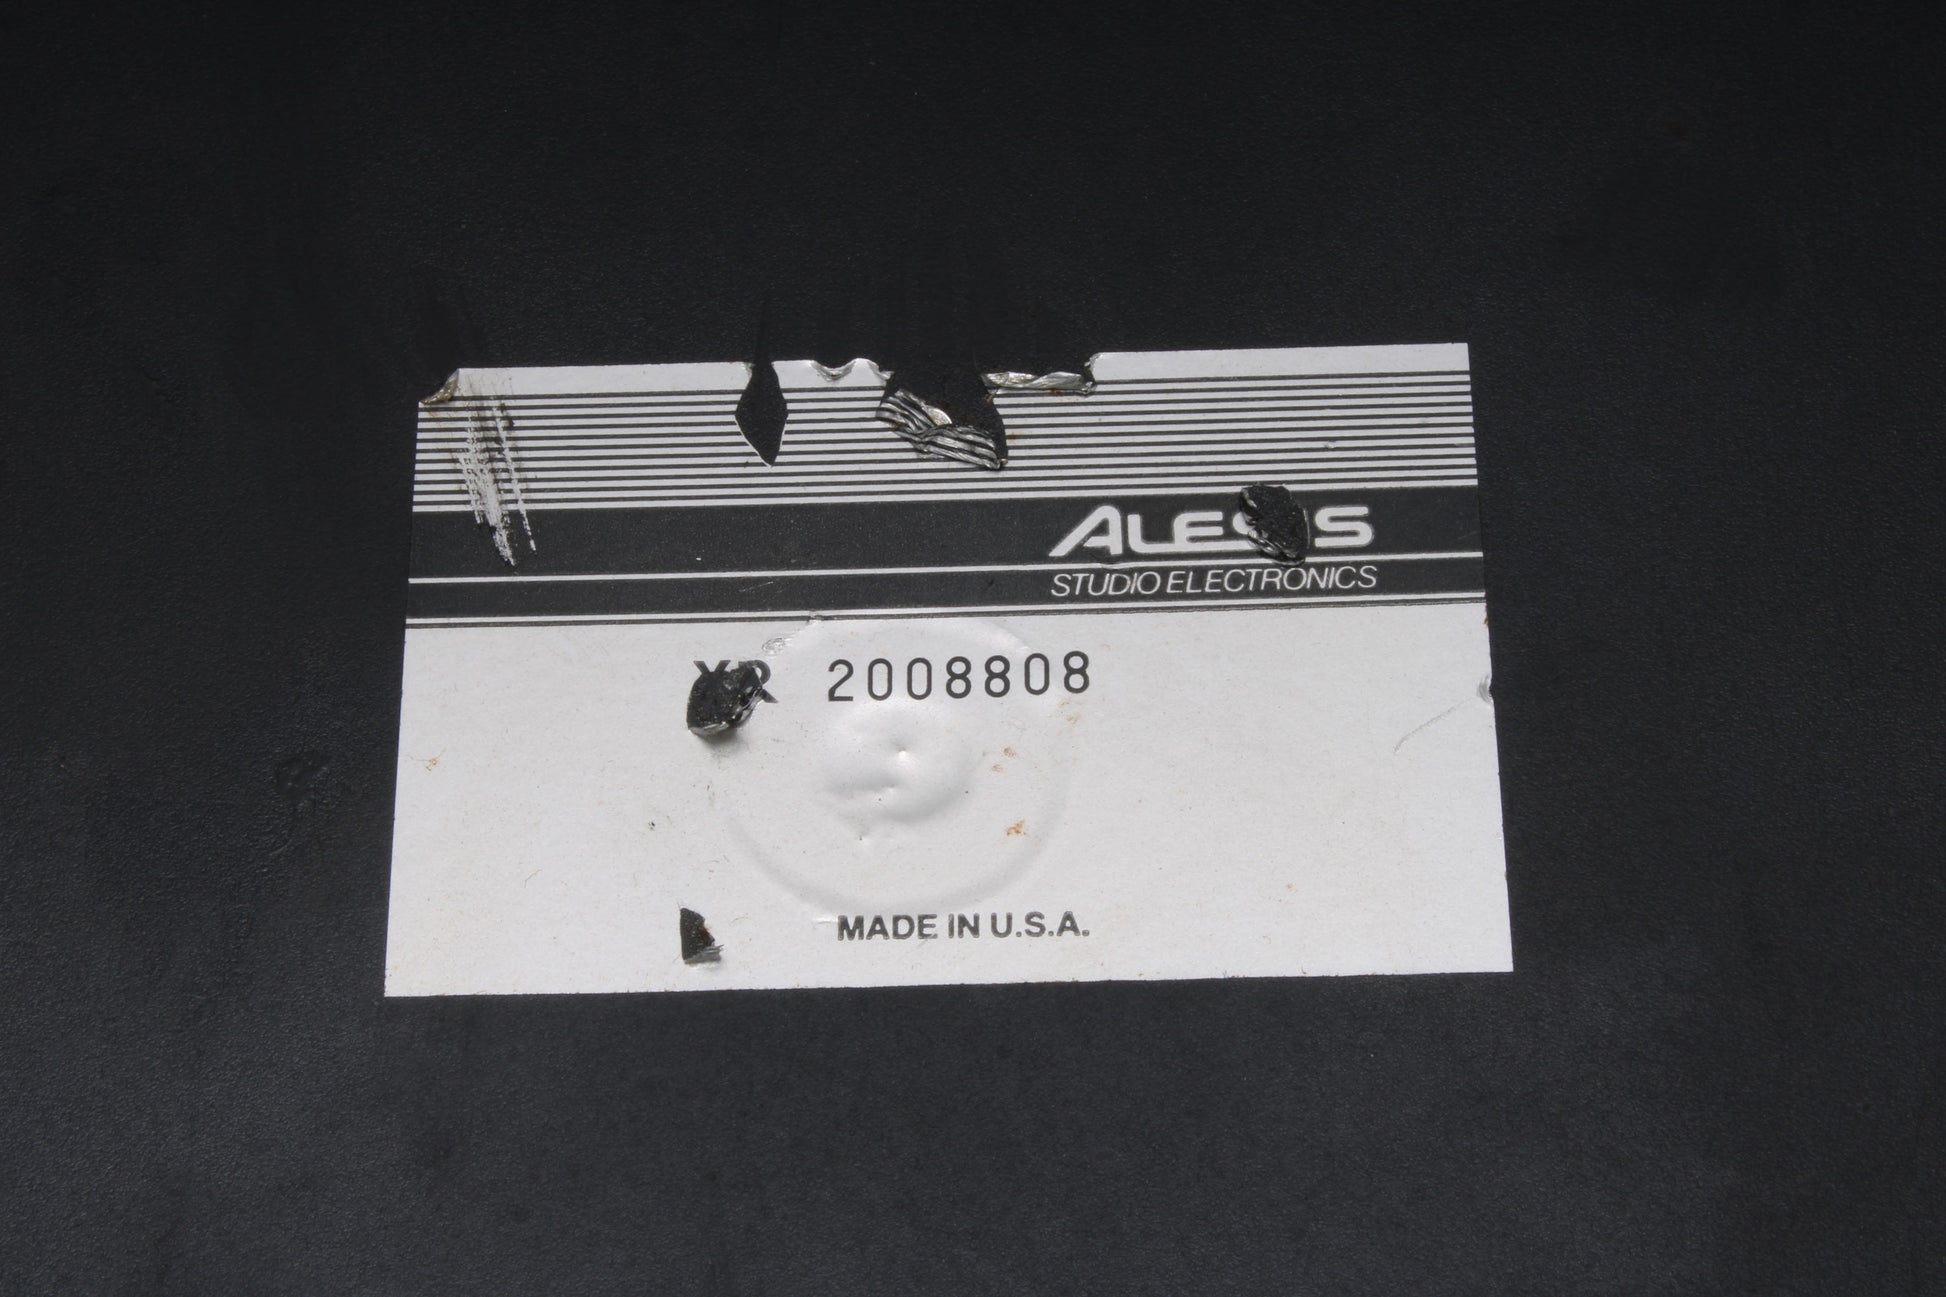 ALESIS
STUDIO ELECTRONICS
2008808
MADE IN U.S.A.